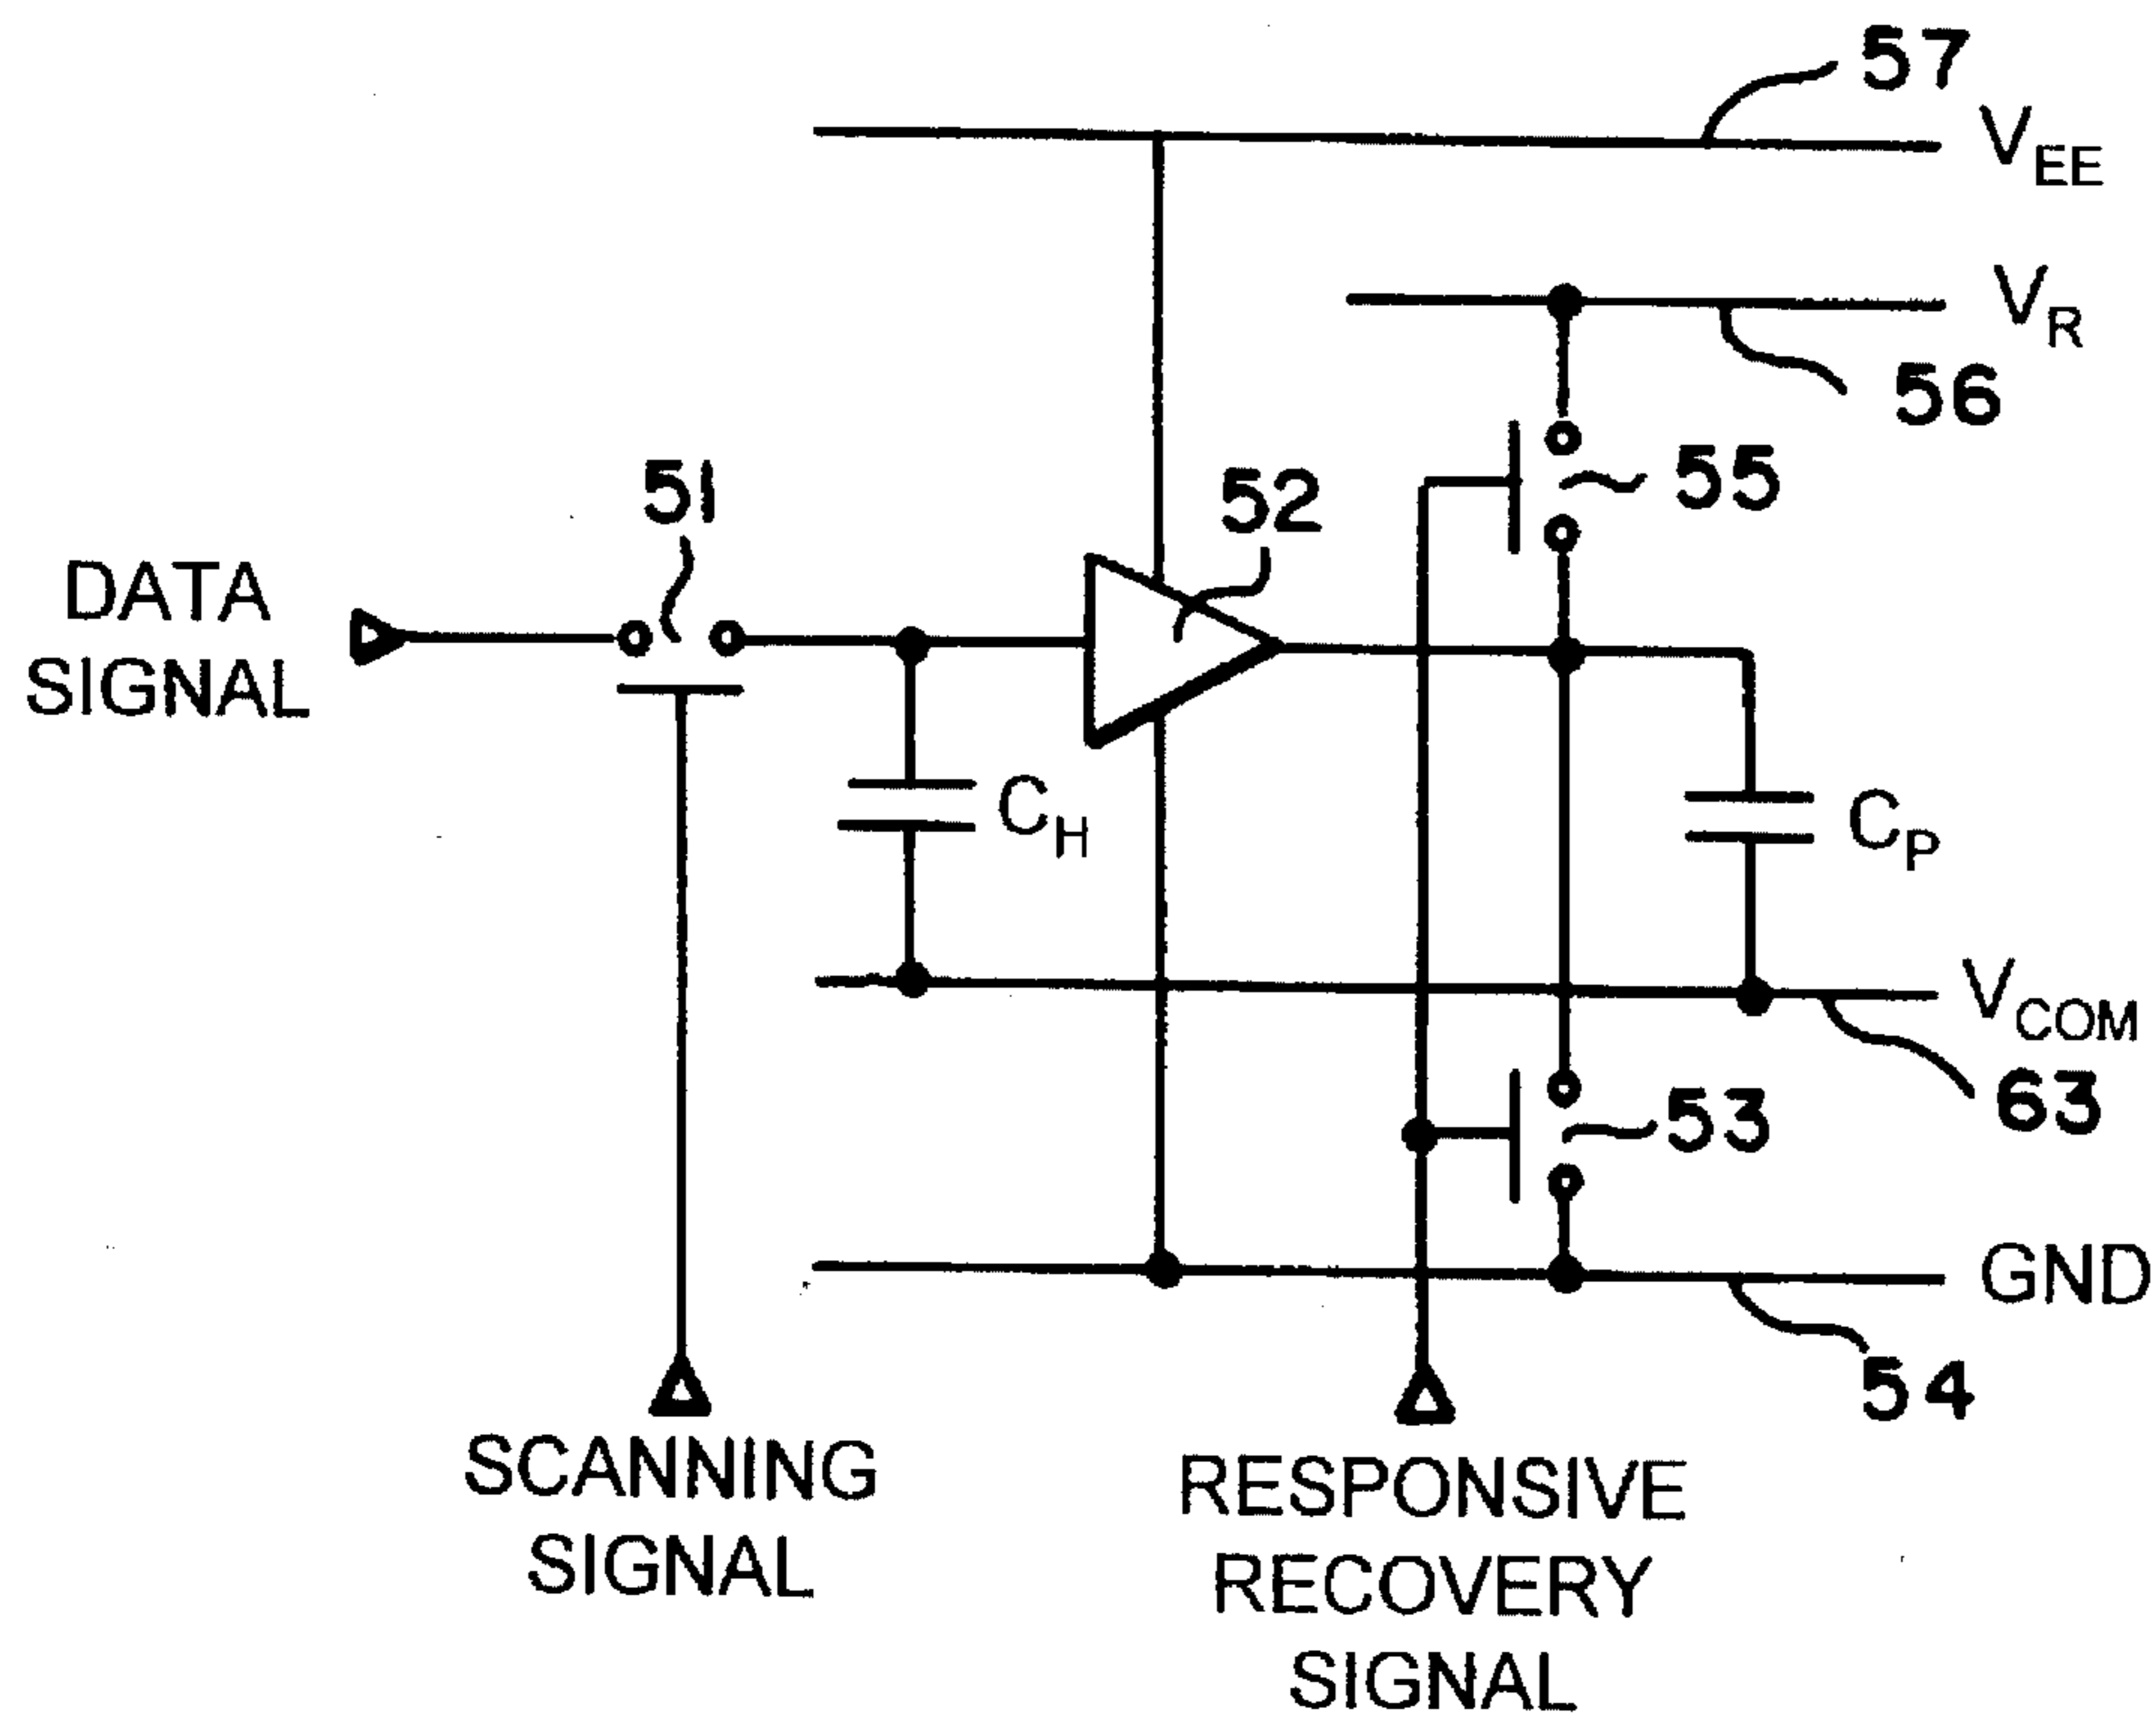 57
V_EE
V_R
56
51
52
55
DATA
SIGNAL
C_H
C_P
V_COM
63
53
GND
54
SCANNING
SIGNAL
RESPONSIVE
RECOVERY
SIGNAL